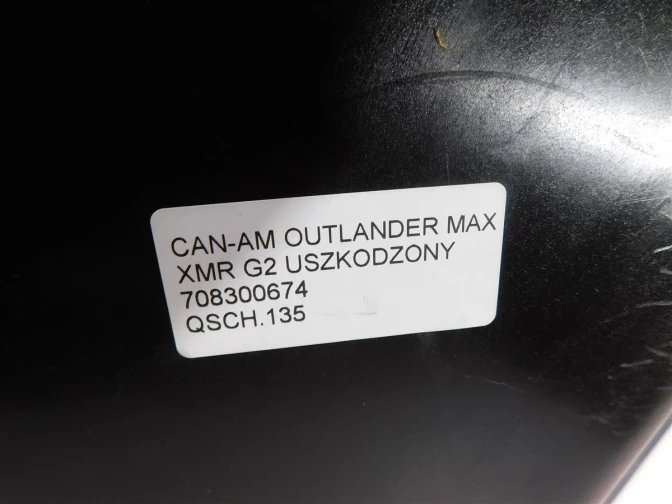 CAN-AM OUTLANDER MAX
XMR G2 USZKODZONY
708300674
QSCH.135